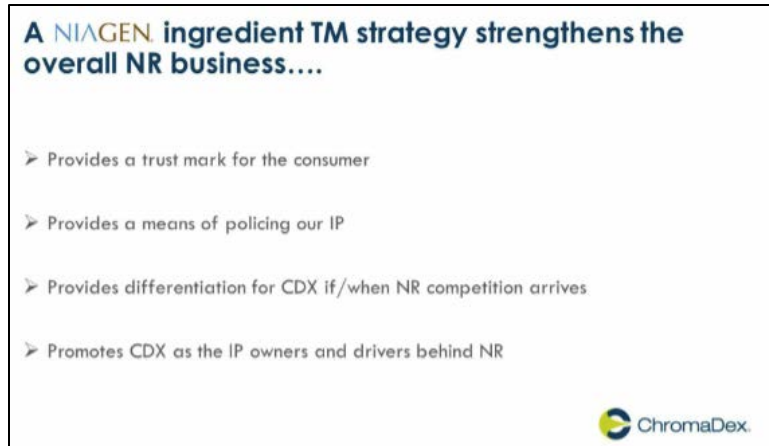 A NIAGEN. ingredient TM strategy strengthens the
overall NR business....
➢ Provides a trust mark for the consumer
➢ Provides a means of policing our IP
➢ Provides differentiation for CDX if/when NR competition arrives
➢ Promotes CDX as the IP owners and drivers behind NR
ChromaDex.